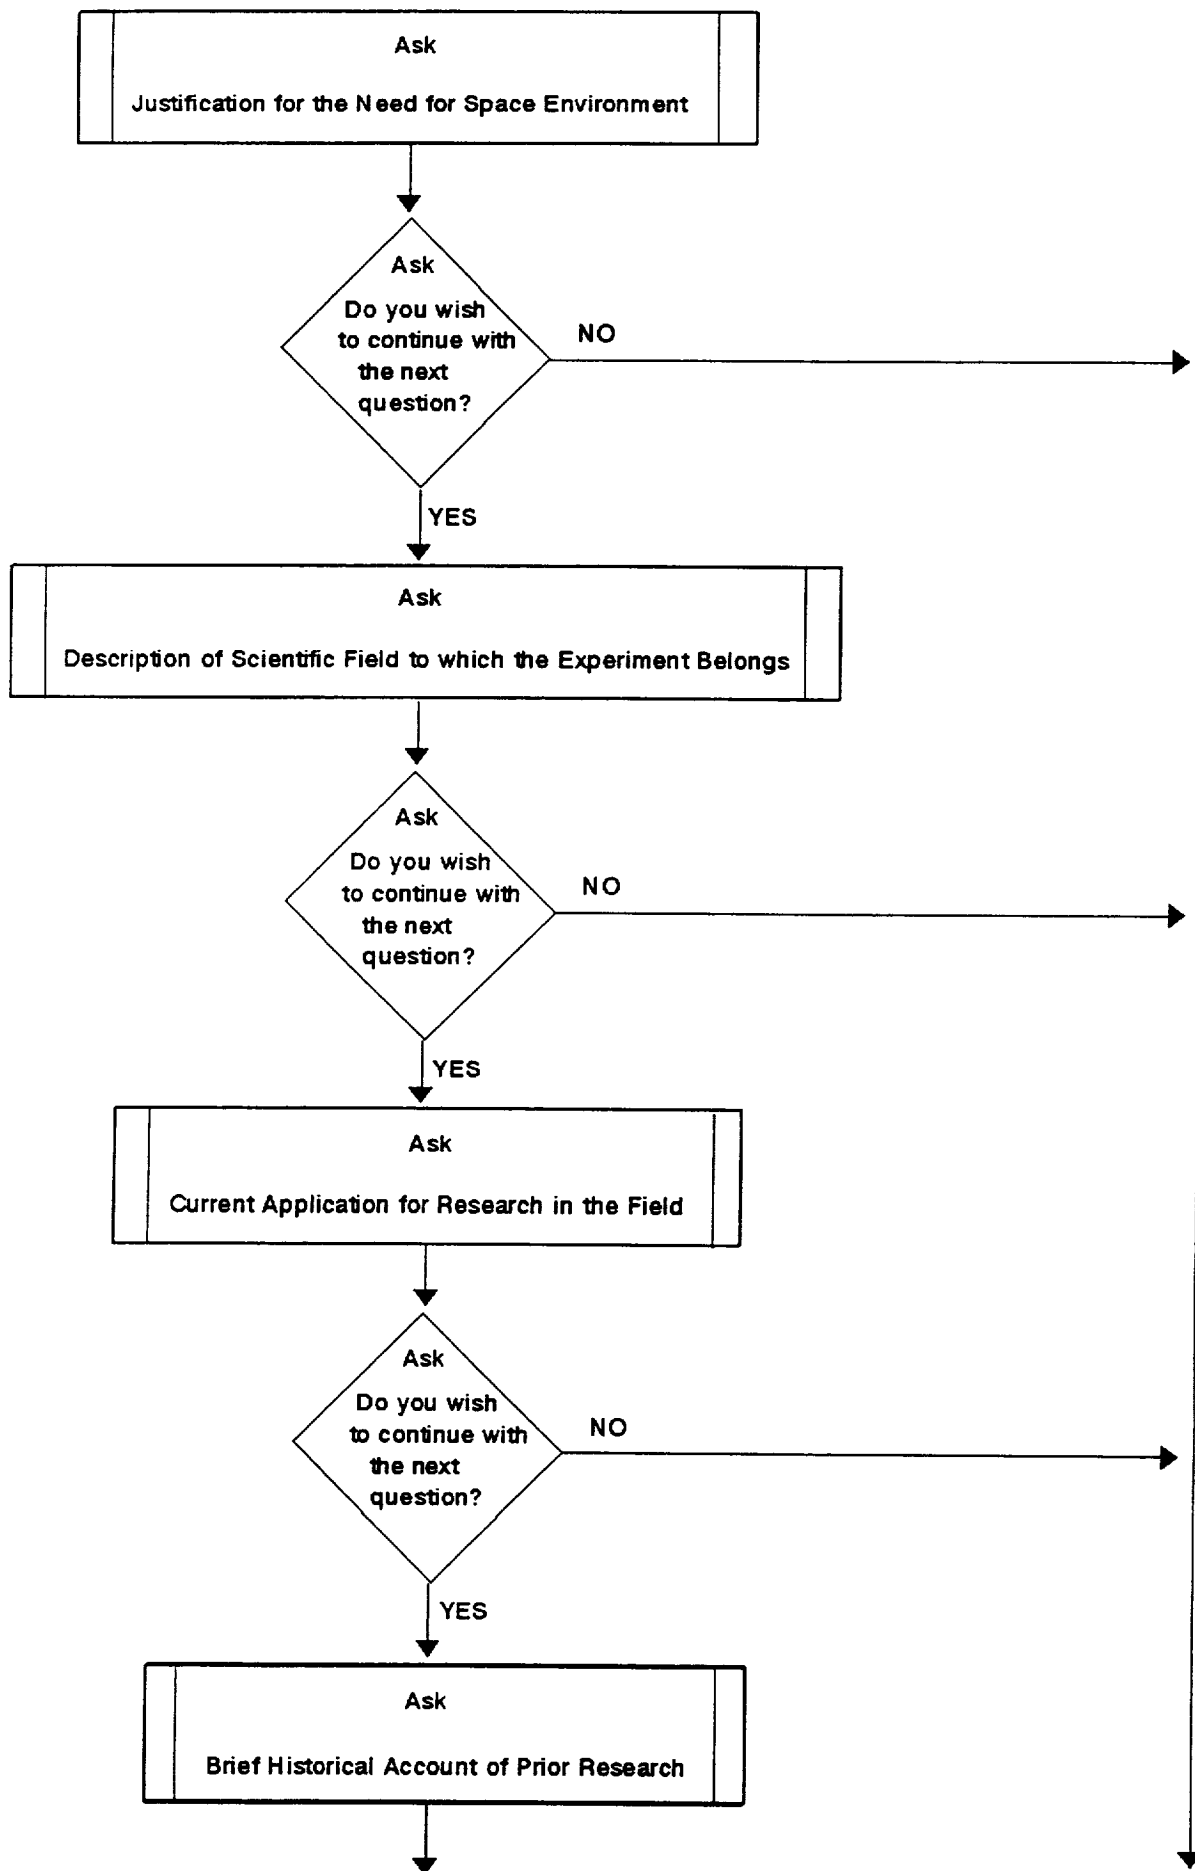 Ask
Justification for the Need for Space Environment
Ask
Do you wish
to continue with
the next
question?
NO
YES
Ask
Description of Scientific Field to which the Experiment Belongs
Ask
Do you wish
to continue with
the next
question?
NO
YES
Ask
Current Application for Research in the Field
Ask
Do you wish
to continue with
the next
question?
NO
YES
Ask
Brief Historical Account of Prior Research